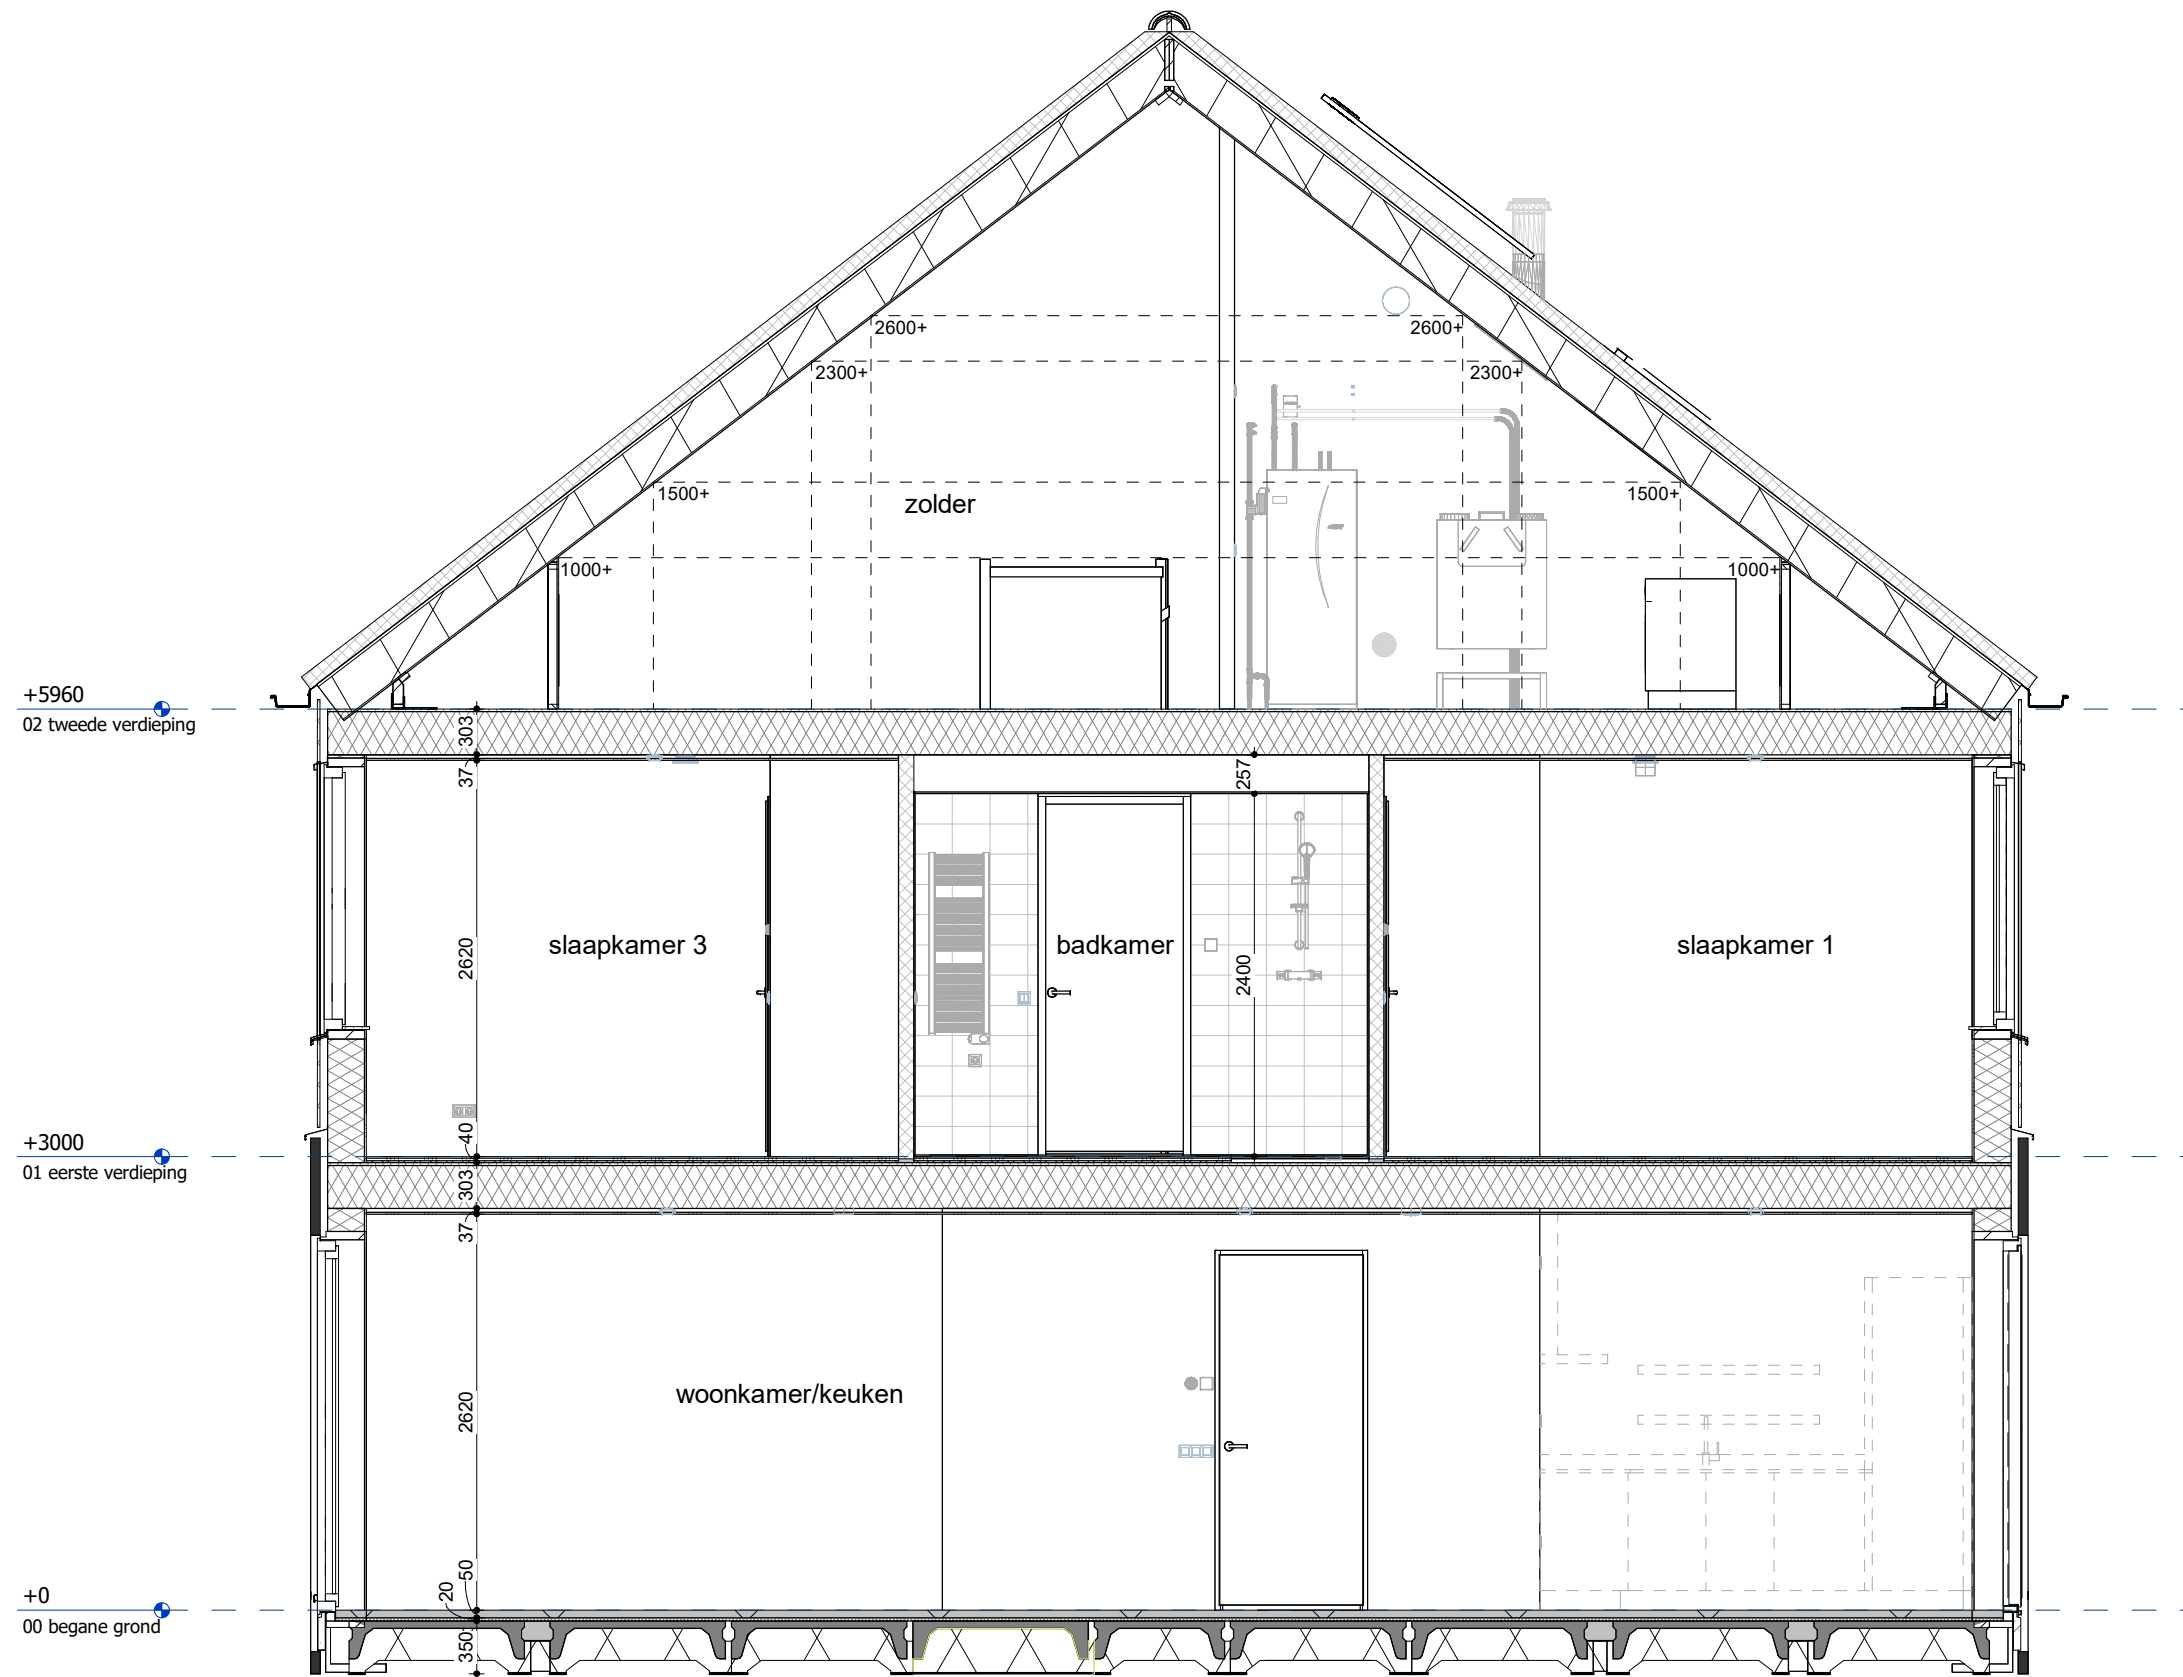 2600+
2600+
2300+
2300+
1500+
zolder
1500+
1000+
1000+
+5960
02 tweede verdieping
303
37
257
2620
slaapkamer 3
badkamer
2400
slaapkamer 1
40
+3000
01 eerste verdieping
303
37
woonkamer/keuken
2620
50
20
+0
00 begane grond
350